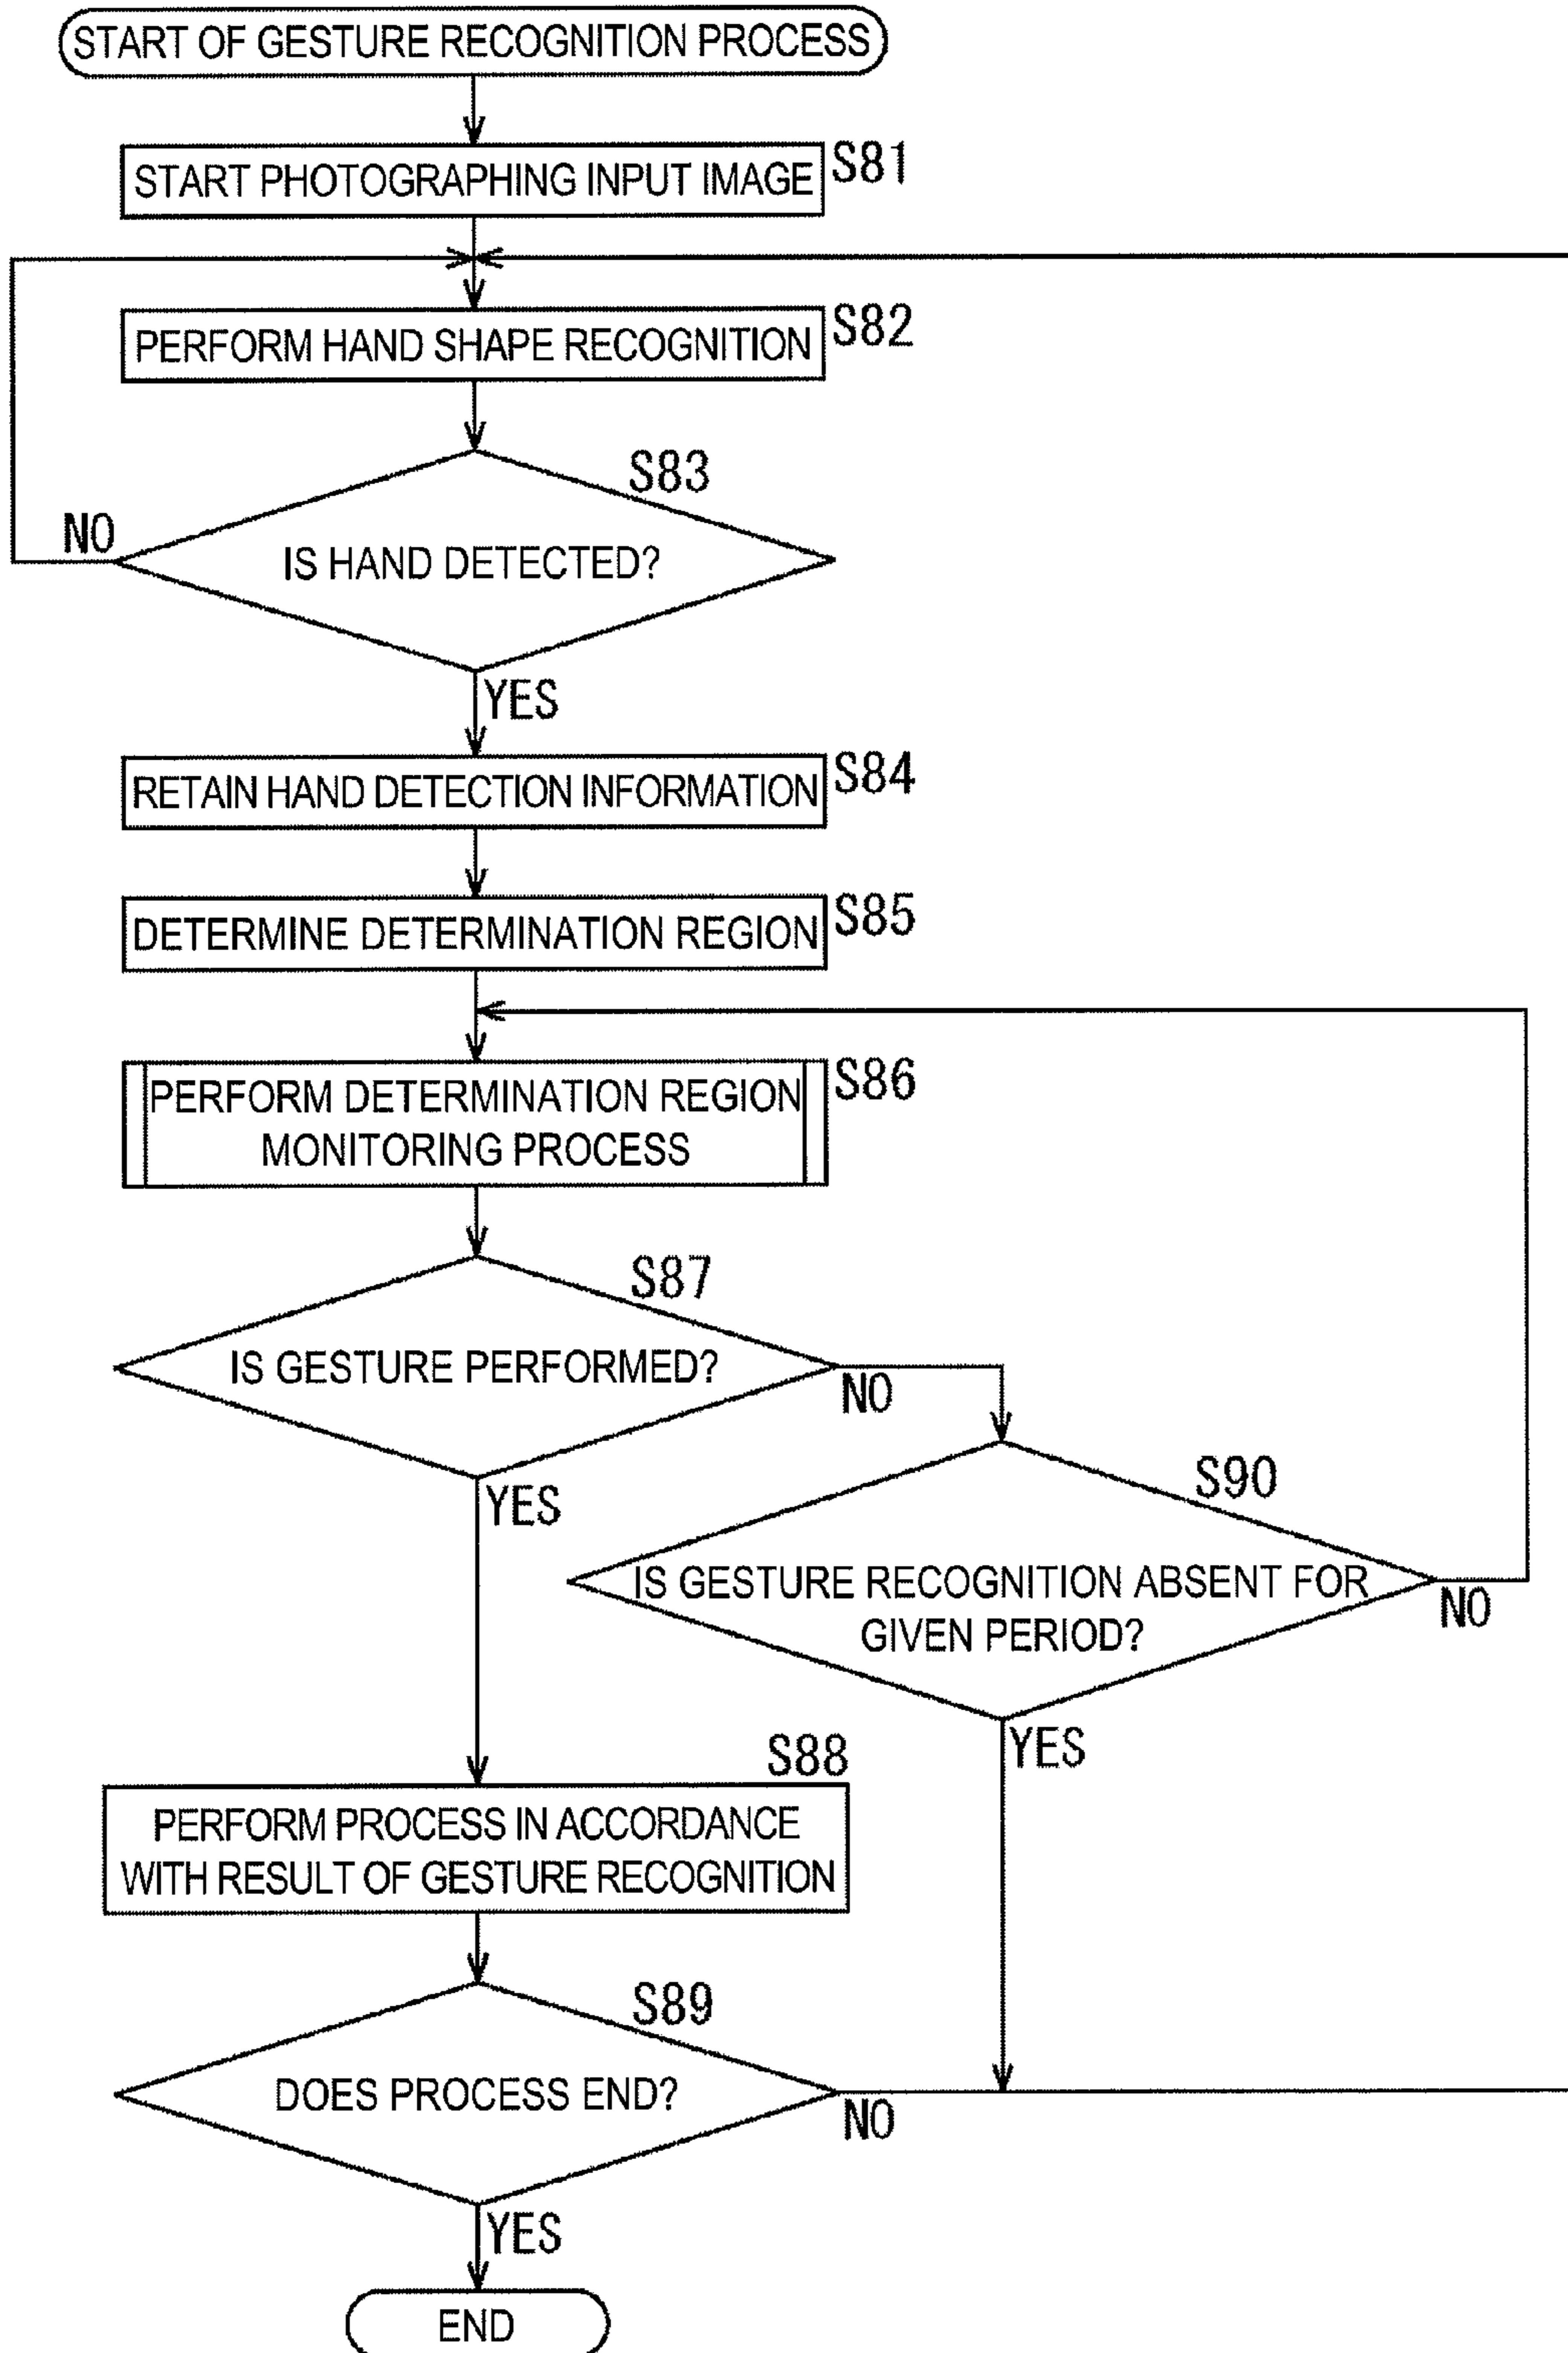 START OF GESTURE RECOGNITION PROCESS
START PHOTOGRAPHING INPUT IMAGE
S81
PERFORM HAND SHAPE RECOGNITION
S82
S83
NO
IS HAND DETECTED?
YES
RETAIN HAND DETECTION INFORMATION
S84
DETERMINE DETERMINATION REGION
S85
PERFORM DETERMINATION REGION
MONITORING PROCESS
S86
S87
IS GESTURE PERFORMED?
NO
YES
S90
IS GESTURE RECOGNITION ABSENT FOR
GIVEN PERIOD?
NO
YES
S88
PERFORM PROCESS IN ACCORDANCE
WITH RESULT OF GESTURE RECOGNITION
S89
DOES PROCESS END?
NO
YES
END